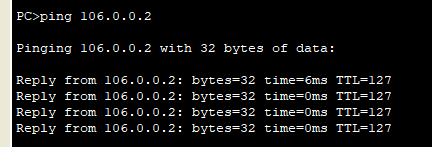 PC>ping 106.0.0.2
Pinging 106.0.0.2 with 32 bytes of data:
Reply from 106.0.0.2: bytes=32 time=6ms TTL=127
Reply from 106.0.0.2: bytes=32 time=0ms TTL=127
Reply from 106.0.0.2: bytes=32 time=0ms TTL=127
Reply from 106.0.0.2: bytes=32 time=0ms TTL=127